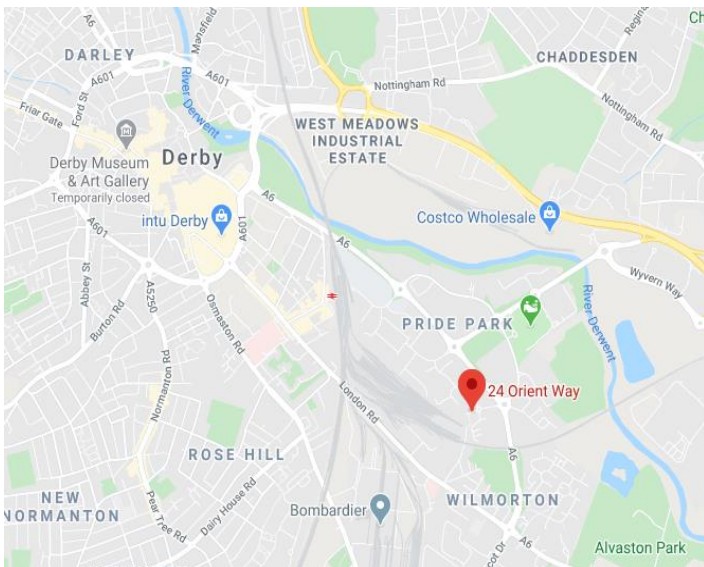 DARLEY
A601
Mansfield
Ford St
River Derwent
A601
Friar Gate
Nottingham Rd
CHADDESDEN
Nottingham Rd
WEST MEADOWS
INDUSTRIAL
ESTATE
Derby Museum
& Art Gallery
Temporarily closed
Derby
intu Derby
A601
A6
Costco Wholesale
A601
A6
Abbey St
Burton Rd
A5250
Osmaston Rd
Wyvern Way
PRIDE PARK
River Derwent
Normanton Rd
24 Orient Way
London Rd
A6
ROSE HILL
NEW
NORMANTON
Pear Tree Rd
Dairy House Rd
Bombardier
WILMORTON
A6
Alvaston Park